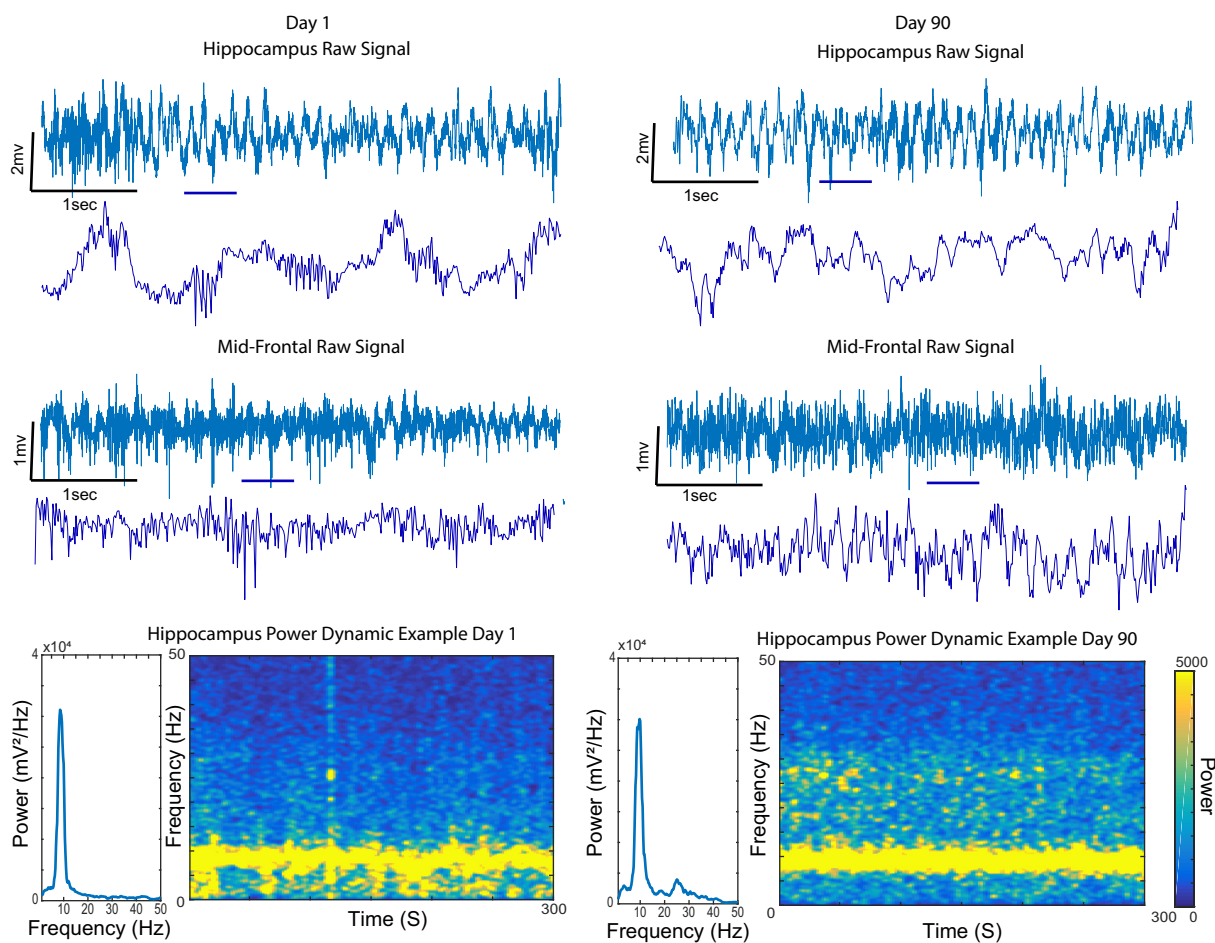 Day 1
Hippocampus Raw Signal
2mv
1sec
Mid-Frontal Raw Signal
1mv
1sec
Hippocampus Power Dynamic Example Day 1
4 x10⁴
Power (mV²/Hz)
0
10 20 30 40 50
Frequency (Hz)
50
Frequency (Hz)
0
Time (S)
300
Day 90
Hippocampus Raw Signal
2mv
1sec
Mid-Frontal Raw Signal
1mv
1sec
Hippocampus Power Dynamic Example Day 90
4 x10⁴
Power (mV²/Hz)
0
10 20 30 40 50
Frequency (Hz)
50
Frequency (Hz)
0
Time (S)
300
5000
Power
0